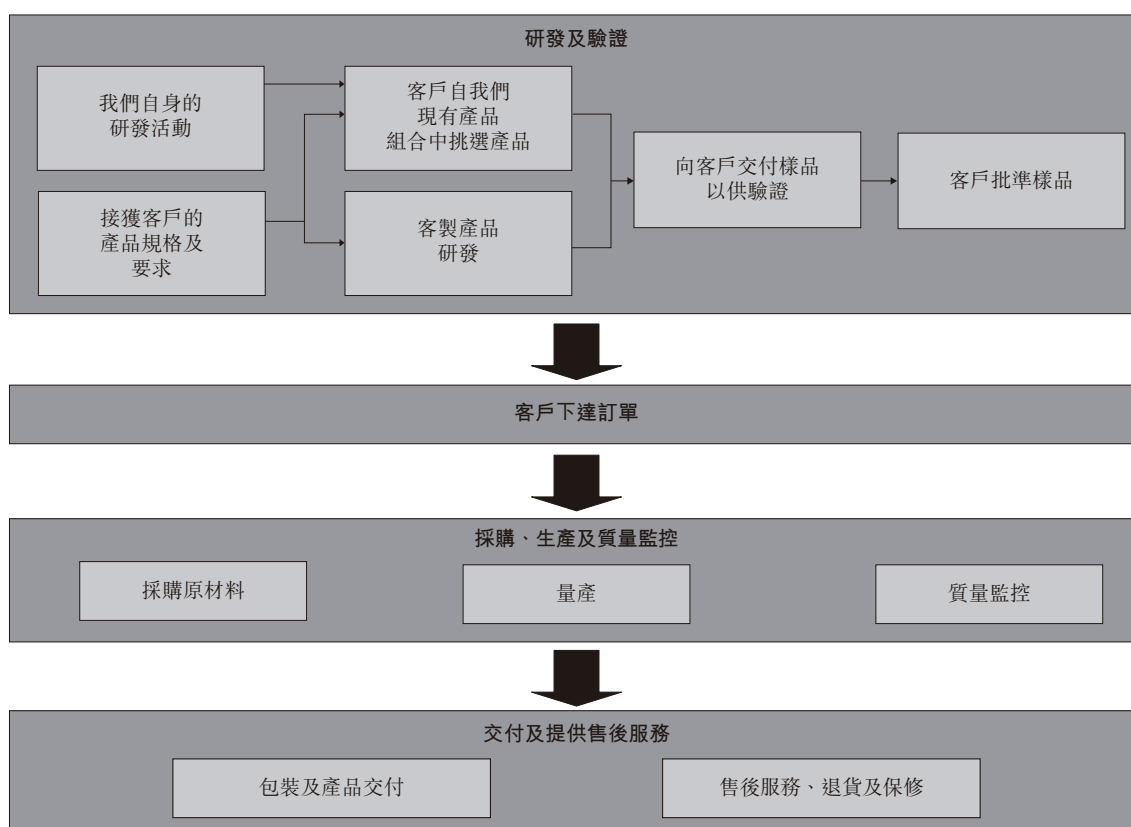 研發及驗證
我們自身的
研發活動
客戶自我們
現有產品
組合中挑選產品
接獲客戶的
產品規格及
要求
客製產品
研發
向客戶交付樣品
以供驗證
客戶批準樣品
客戶下達訂單
採購、生產及質量監控
採購原材料
量產
質量監控
交付及提供售後服務
包裝及產品交付
售後服務、退貨及保修